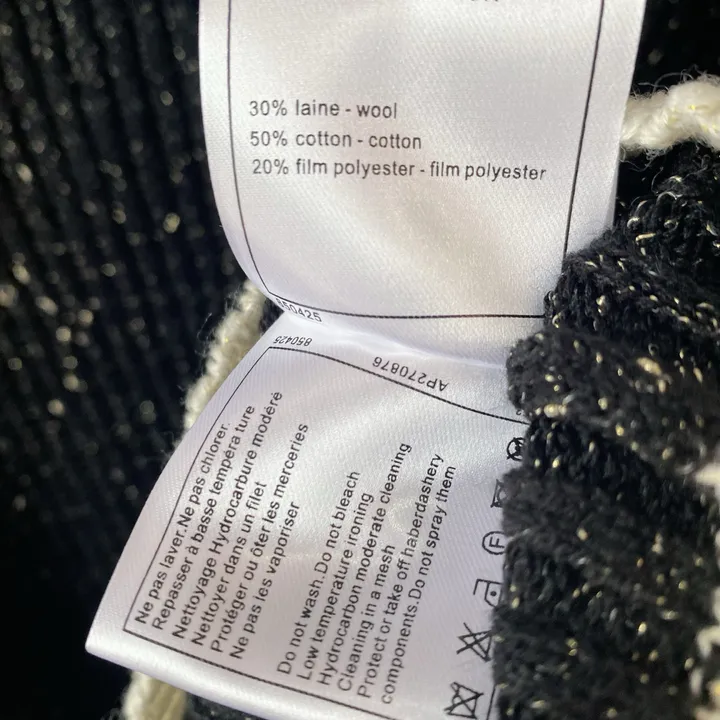 30% laine - wool
50% cotton - cotton
20% film polyester - film polyester
850425
850425
AP270876
Ne pas laver.Ne pas chlorer.
Repasser à basse tempéra ture
Nettoyage Hydrocarbure modéré
Nettoyer dans un filet
Protéger ou ôter les merceries
Ne pas les vaporiser
Do not wash.Do not bleach
Low temperature ironing
Hydrocarbon moderate cleaning
Cleaning in a mesh
Protect or take off haberdashery
components.Do not spray them
F